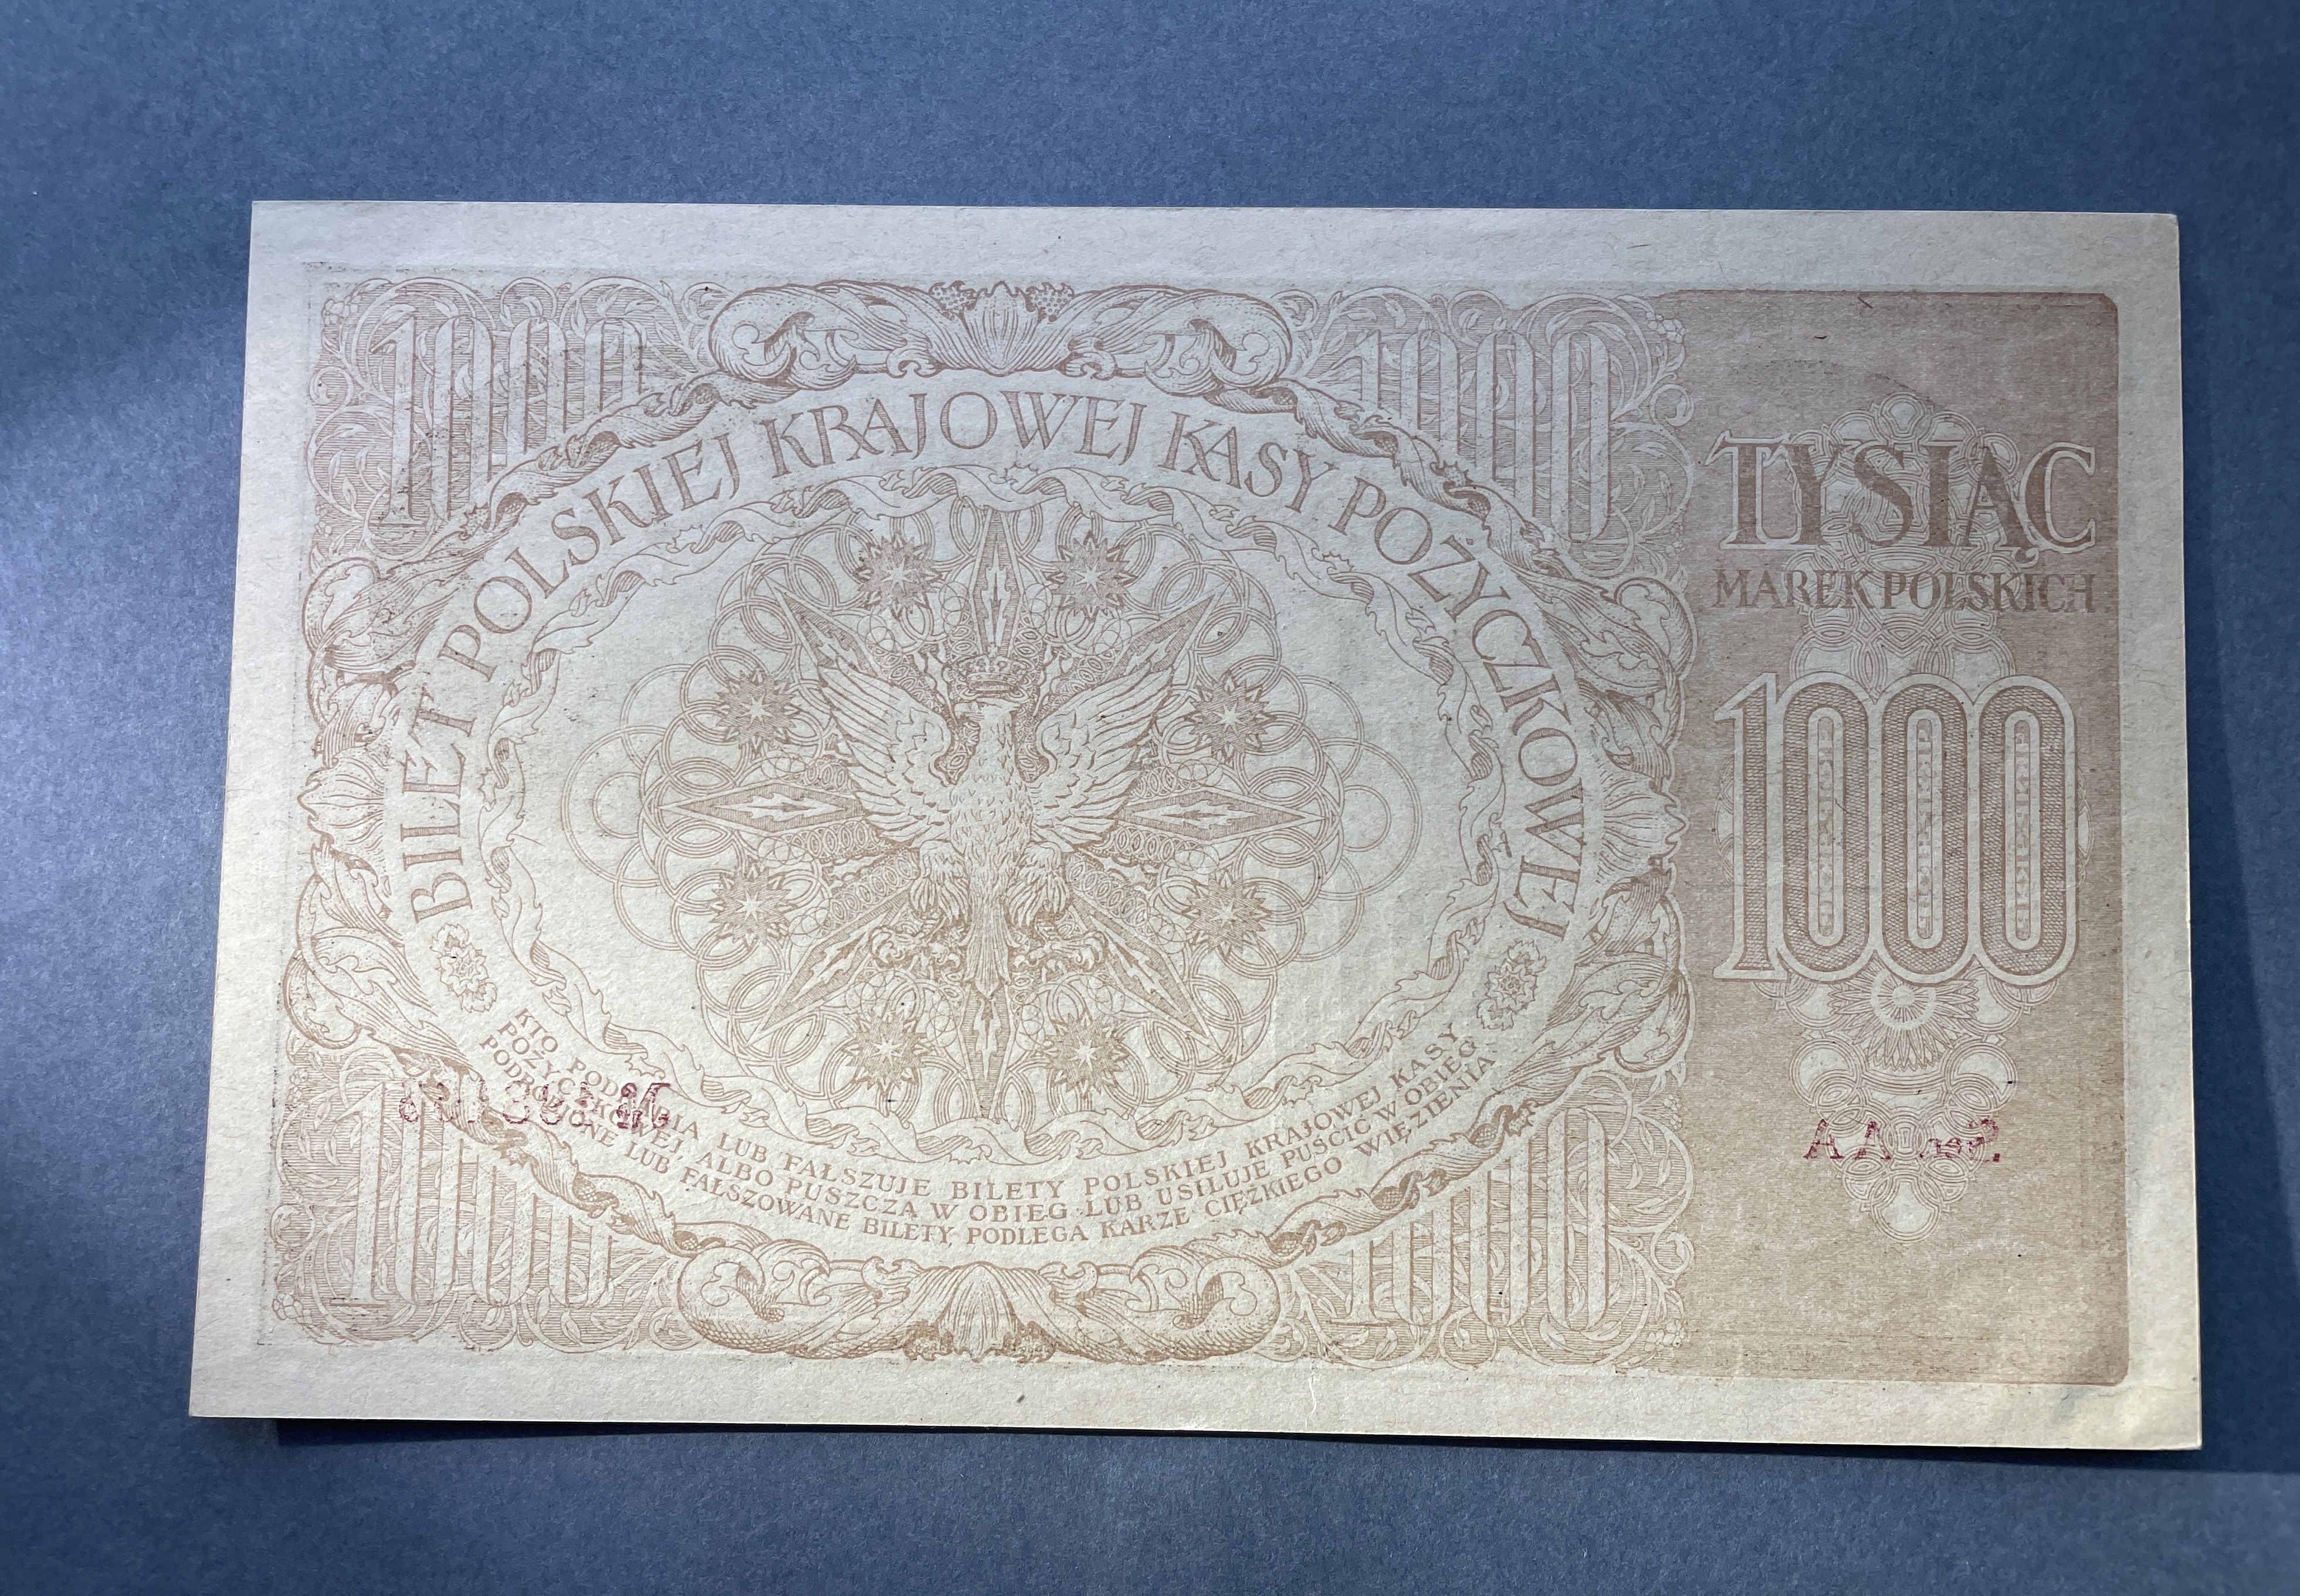 1000
1000
BILET POLSKIEJ KRAJOWEJ KASY POŻYCZKOWEJ
TYSIĄC
MAREK POLSKICH
1000
KTO PODRABIA LUB FAŁSZUJE BILETY POLSKIEJ KRAJOWEJ KASY
POŻYCZKOWEJ, ALBO PUSZCZA W OBIEG LUB USIŁUJE PUŚCIĆ W OBIEG
PODROBIONE LUB FAŁSZOWANE BILETY, PODLEGA KARZE CIĘŻKIEGO WIĘZIENIA
1000
1000